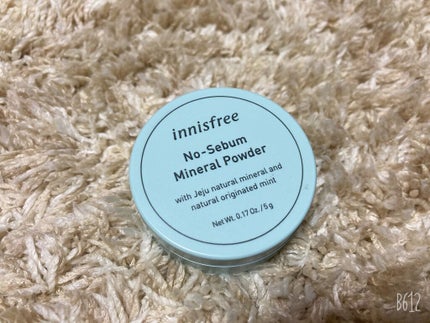 innisfree
No-Sebum
Mineral Powder
with Jeju natural mineral and
natural originated mint
Net Wt. 0.17 Oz. / 5 g
B612